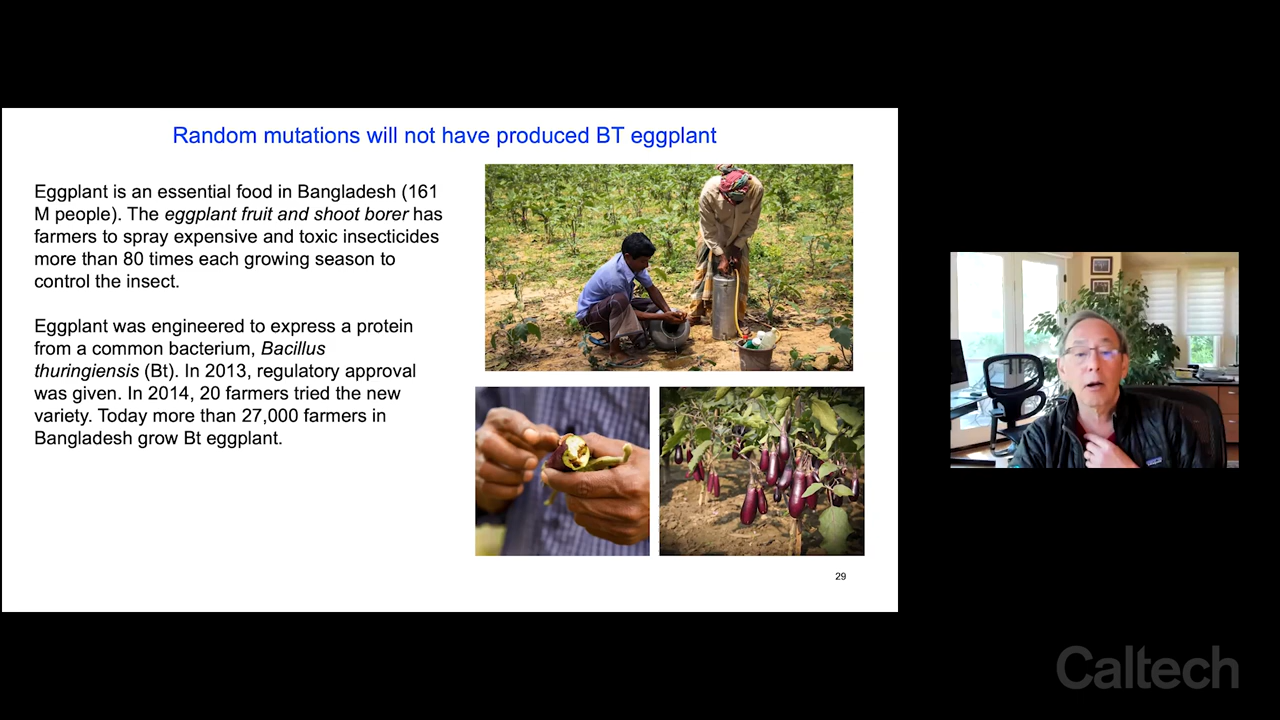 Random mutations will not have produced BT eggplant
Eggplant is an essential food in Bangladesh (161
M people). The eggplant fruit and shoot borer has
farmers to spray expensive and toxic insecticides
more than 80 times each growing season to
control the insect.
Eggplant was engineered to express a protein
from a common bacterium, Bacillus
thuringiensis (Bt). In 2013, regulatory approval
was given. In 2014, 20 farmers tried the new
variety. Today more than 27,000 farmers in
Bangladesh grow Bt eggplant.
29
patagonia
Caltech